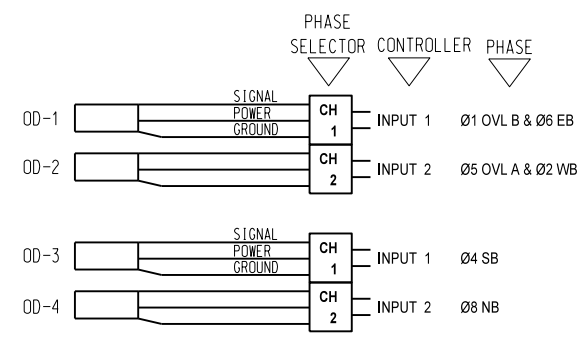 PHASE
SELECTOR CONTROLLER PHASE
OD-1 SIGNAL CH INPUT 1 Ø1 OVL B & Ø6 EB
POWER
GROUND 1
OD-2 CH INPUT 2 Ø5 OVL A & Ø2 WB
2
OD-3 SIGNAL CH INPUT 1 Ø4 SB
POWER
GROUND 1
OD-4 CH INPUT 2 Ø8 NB
2